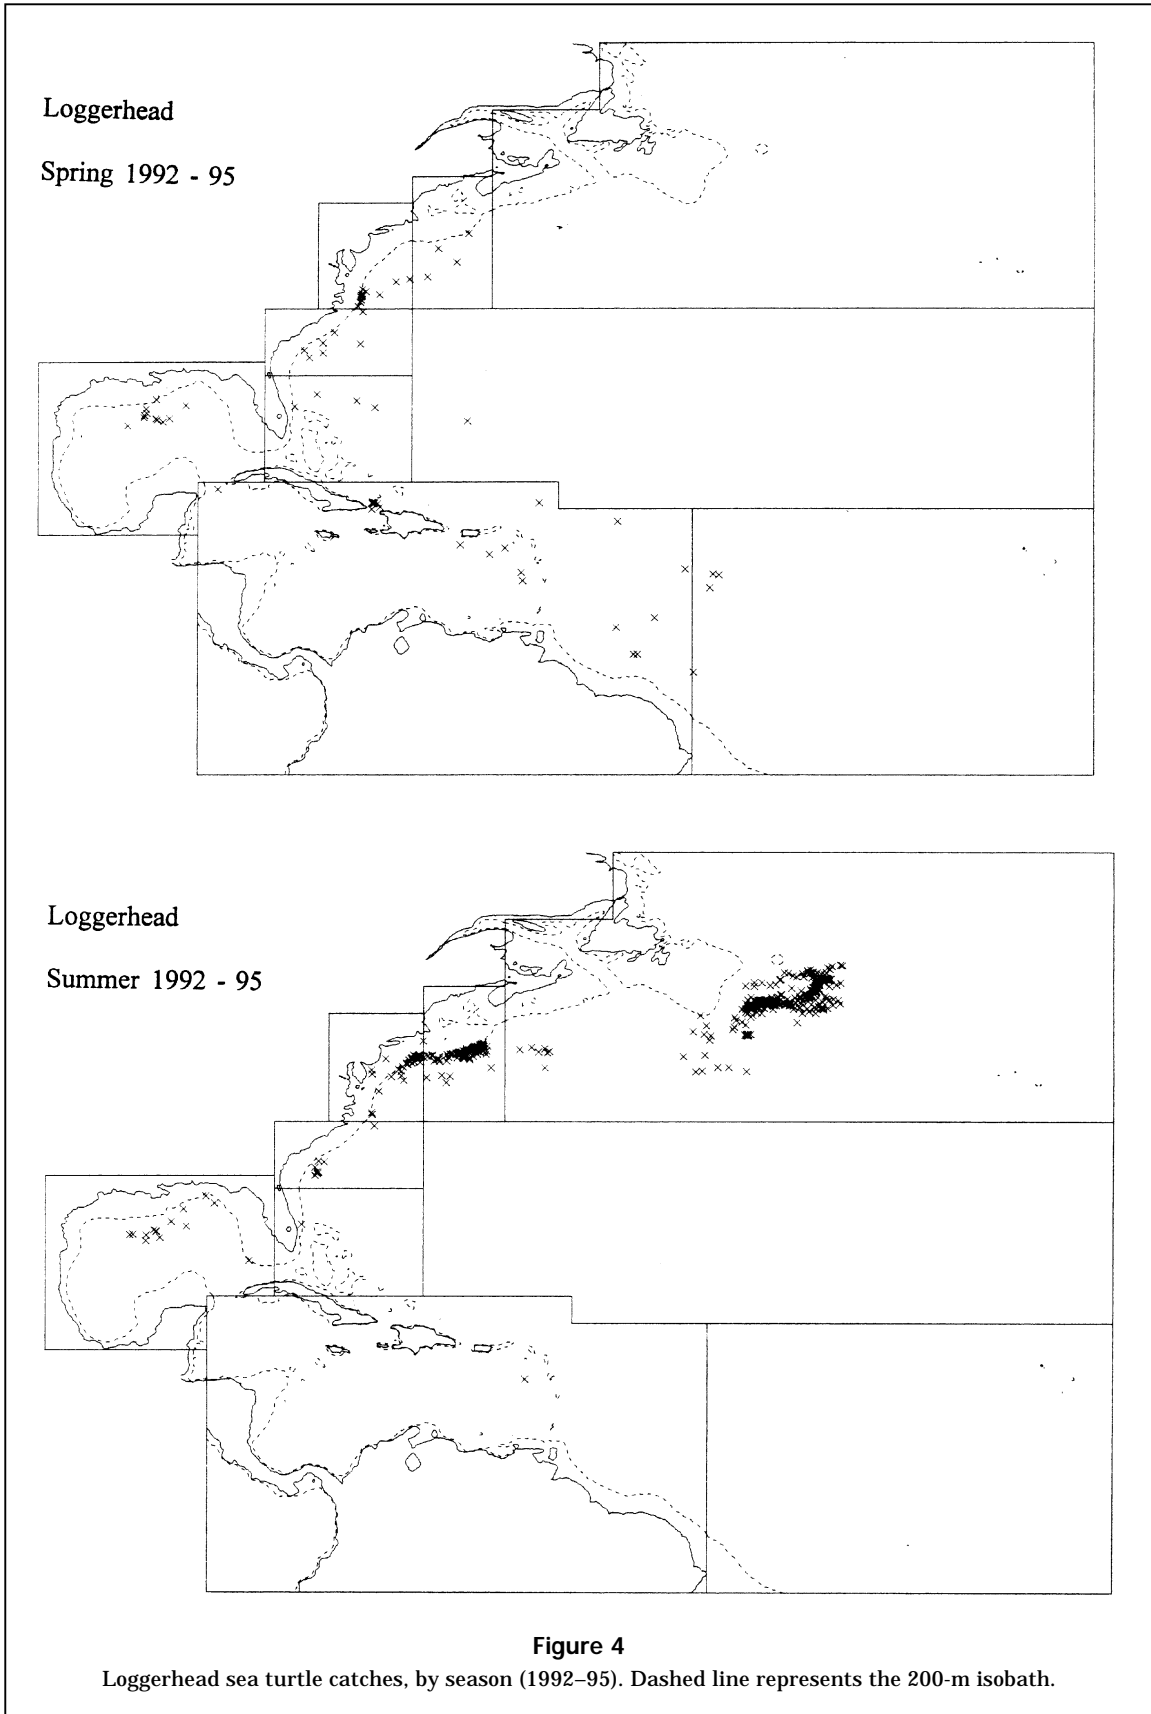 Loggerhead
Spring 1992 - 95
Loggerhead
Summer 1992 - 95
Figure 4
Loggerhead sea turtle catches, by season (1992–95). Dashed line represents the 200-m isobath.